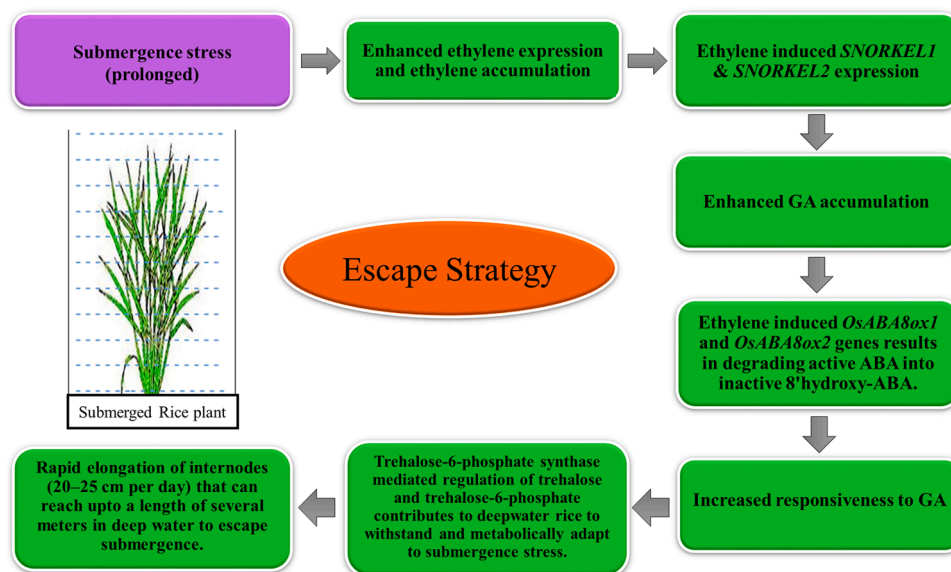 Submergence stress
(prolonged)
Enhanced ethylene expression
and ethylene accumulation
Ethylene induced SNORKEL1
& SNORKEL2 expression
Enhanced GA accumulation
Escape Strategy
Ethylene induced OsABA8ox1
and OsABA8ox2 genes results
in degrading active ABA into
inactive 8'hydroxy-ABA.
Submerged Rice plant
Increased responsiveness to GA
Trehalose-6-phosphate synthase
mediated regulation of trehalose
and trehalose-6-phosphate
contributes to deepwater rice to
withstand and metabolically adapt
to submergence stress.
Rapid elongation of internodes
(20–25 cm per day) that can
reach upto a length of several
meters in deep water to escape
submergence.